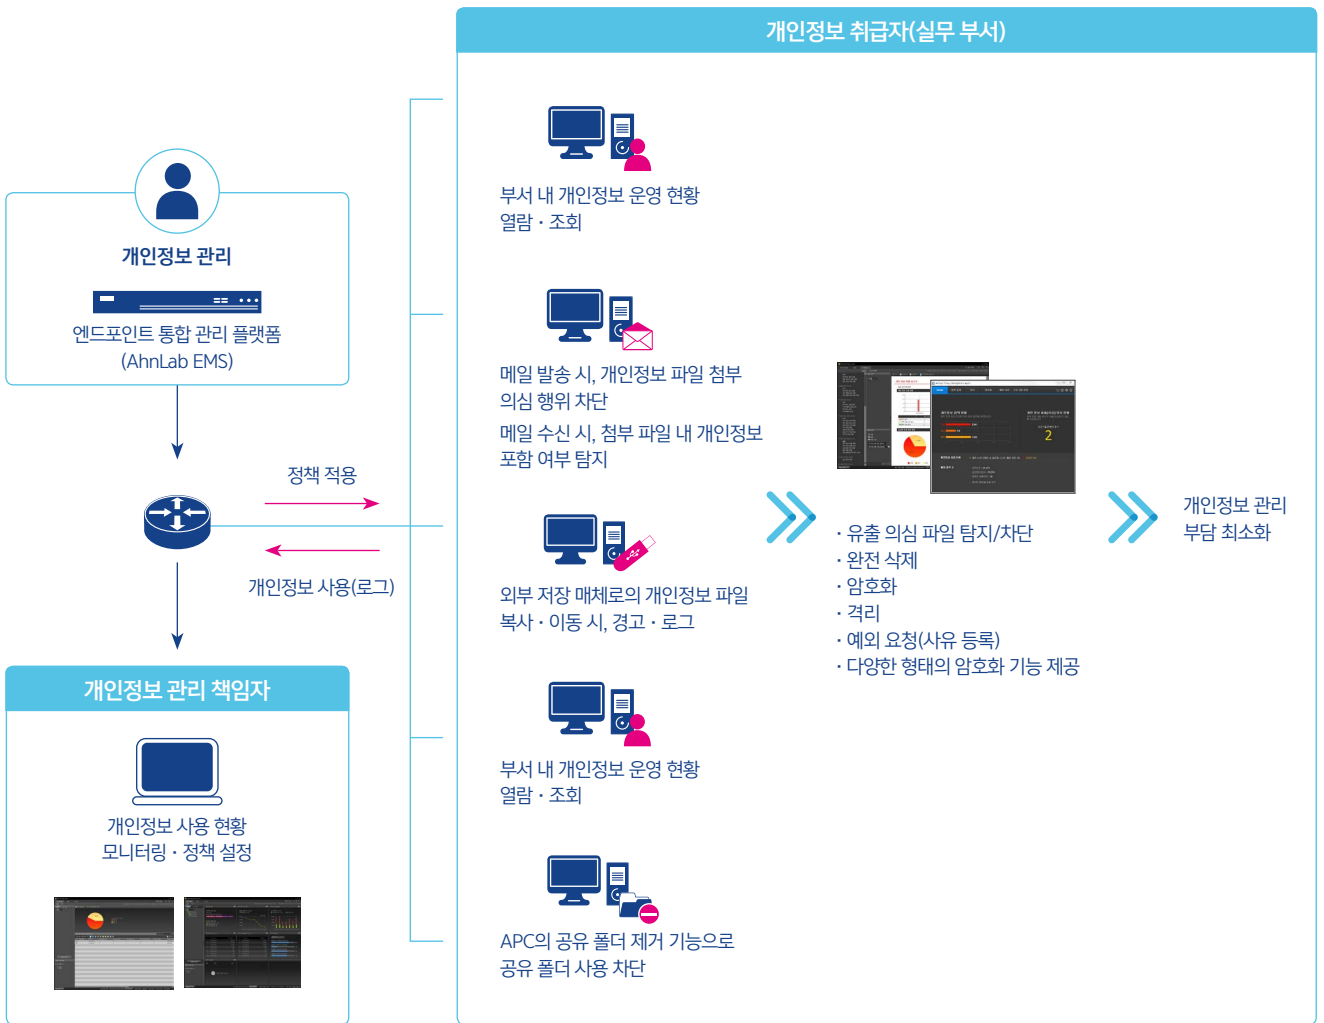 개인정보 취급자(실무 부서)
개인정보 관리
엔드포인트 통합 관리 플랫폼
(AhnLab EMS)
정책 적용
개인정보 사용(로그)
개인정보 관리 책임자
개인정보 사용 현황
모니터링・정책 설정
부서 내 개인정보 운영 현황
열람・조회
메일 발송 시, 개인정보 파일 첨부
의심 행위 차단
메일 수신 시, 첨부 파일 내 개인정보
포함 여부 탐지
외부 저장 매체로의 개인정보 파일
복사・이동 시, 경고・로그
부서 내 개인정보 운영 현황
열람・조회
APC의 공유 폴더 제거 기능으로
공유 폴더 사용 차단
2
・유출 의심 파일 탐지/차단
・완전 삭제
・암호화
・격리
・예외 요청(사유 등록)
・다양한 형태의 암호화 기능 제공
개인정보 관리
부담 최소화